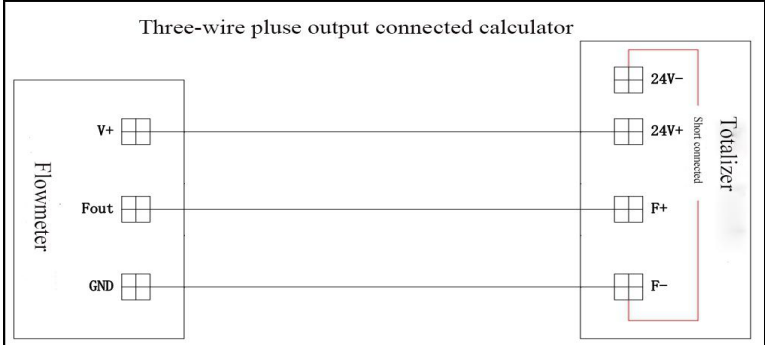 Three-wire pluse output connected calculator
24V-
V+
24V+
Short connected
Totalizer
Flowmeter
Fout
F+
GND
F-